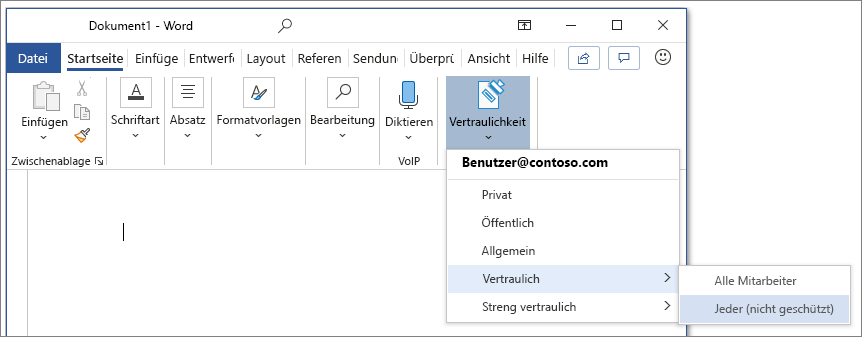 Dokument1 - Word
Datei Startseite Einfüge Entwerf Layout Referen Sendun Überprü Ansicht Hilfe
Einfügen Schriftart Absatz Formatvorlagen Bearbeitung Diktieren Vertraulichkeit
Zwischenablage VoIP
Benutzer@contoso.com
Privat
Öffentlich
Allgemein
Vertraulich
Alle Mitarbeiter
Streng vertraulich
Jeder (nicht geschützt)